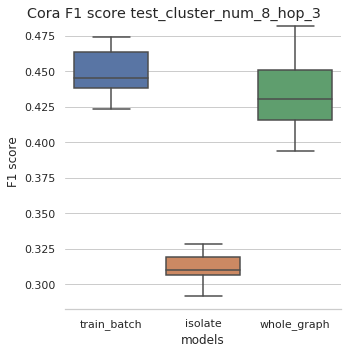 Cora F1 score test_cluster_num_8_hop_3
0.475
0.450
0.425
0.400
0.375
0.350
0.325
0.300
F1 score
train_batch
isolate
whole_graph
models